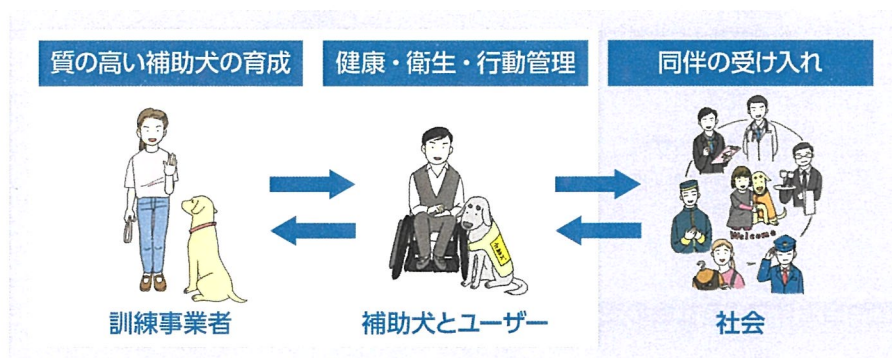 質の高い補助犬の育成
健康・衛生・行動管理
同伴の受け入れ
Welcome
訓練事業者
補助犬とユーザー
社会